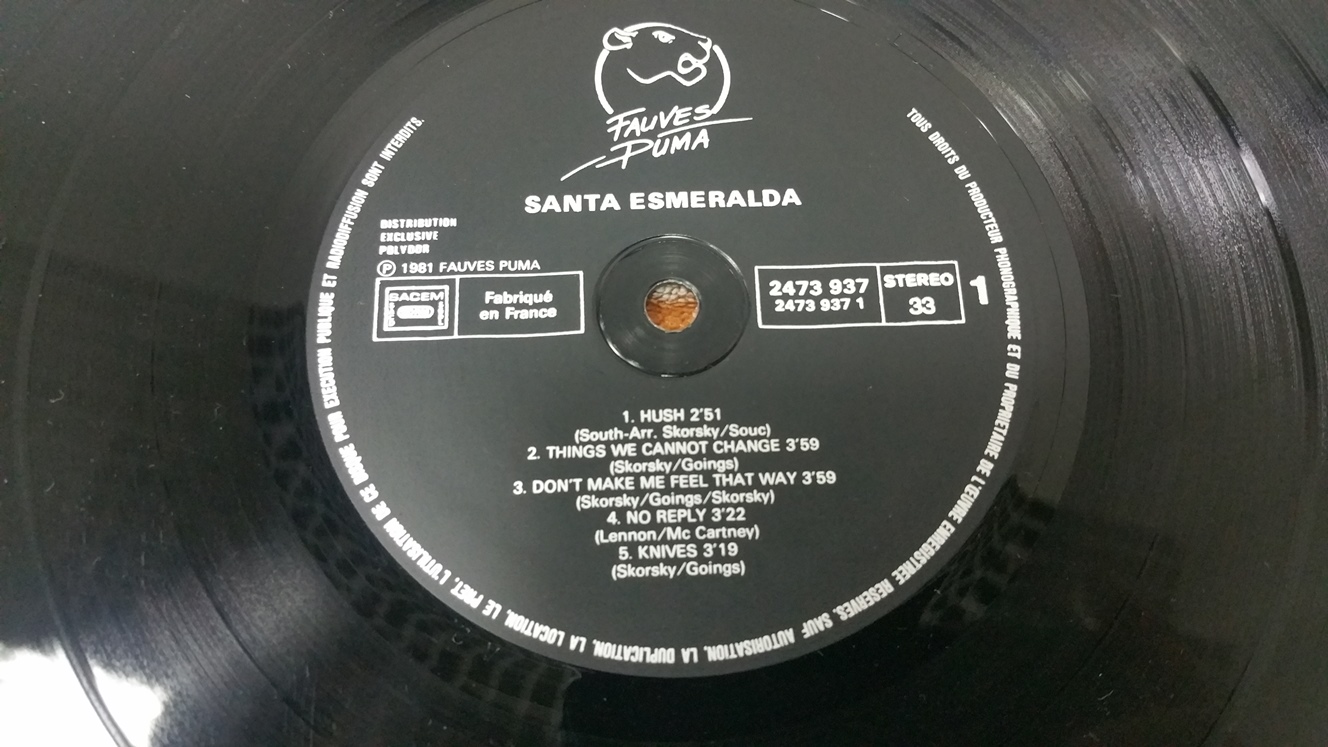 FAUVES
PUMA
SANTA ESMERALDA
DISTRIBUTION
EXCLUSIVE
POLYDOR
℗ 1981 FAUVES PUMA
SACEM
Fabriqué
en France
2473 937
2473 937 1
STEREO
33
1
1. HUSH 2'51
(South-Arr. Skorsky/Souc)
2. THINGS WE CANNOT CHANGE 3'59
(Skorsky/Goings)
3. DON'T MAKE ME FEEL THAT WAY 3'59
(Skorsky/Goings/Skorsky)
4. NO REPLY 3'22
(Lennon/Mc Cartney)
5. KNIVES 3'19
(Skorsky/Goings)
TOUS DROITS DU PRODUCTEUR PHONOGRAPHIQUE ET DU PROPRIETAIRE DE L'ŒUVRE ENREGISTREE RESERVES. SAUF AUTORISATION, LA DUPLICATION, LA LOCATION, LE PRET, L'UTILISATION DE CE DISQUE POUR EXECUTION PUBLIQUE ET RADIODIFFUSION SONT INTERDITS.